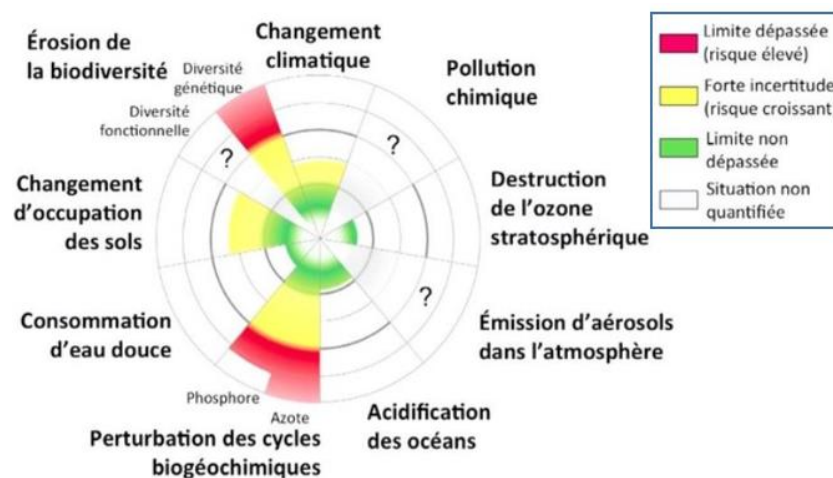 Érosion de
la biodiversité
Diversité
génétique
Diversité
fonctionnelle
Changement
climatique
Pollution
chimique
?
?
Changement
d'occupation
des sols
Destruction
de l'ozone
stratosphérique
?
Consommation
d'eau douce
Émission d'aérosols
dans l'atmosphère
Phosphore
Azote
Perturbation des cycles
biogéochimiques
Acidification
des océans
Limite dépassée
(risque élevé)
Forte incertitude
(risque croissant
Limite non
dépassée
Situation non
quantifiée